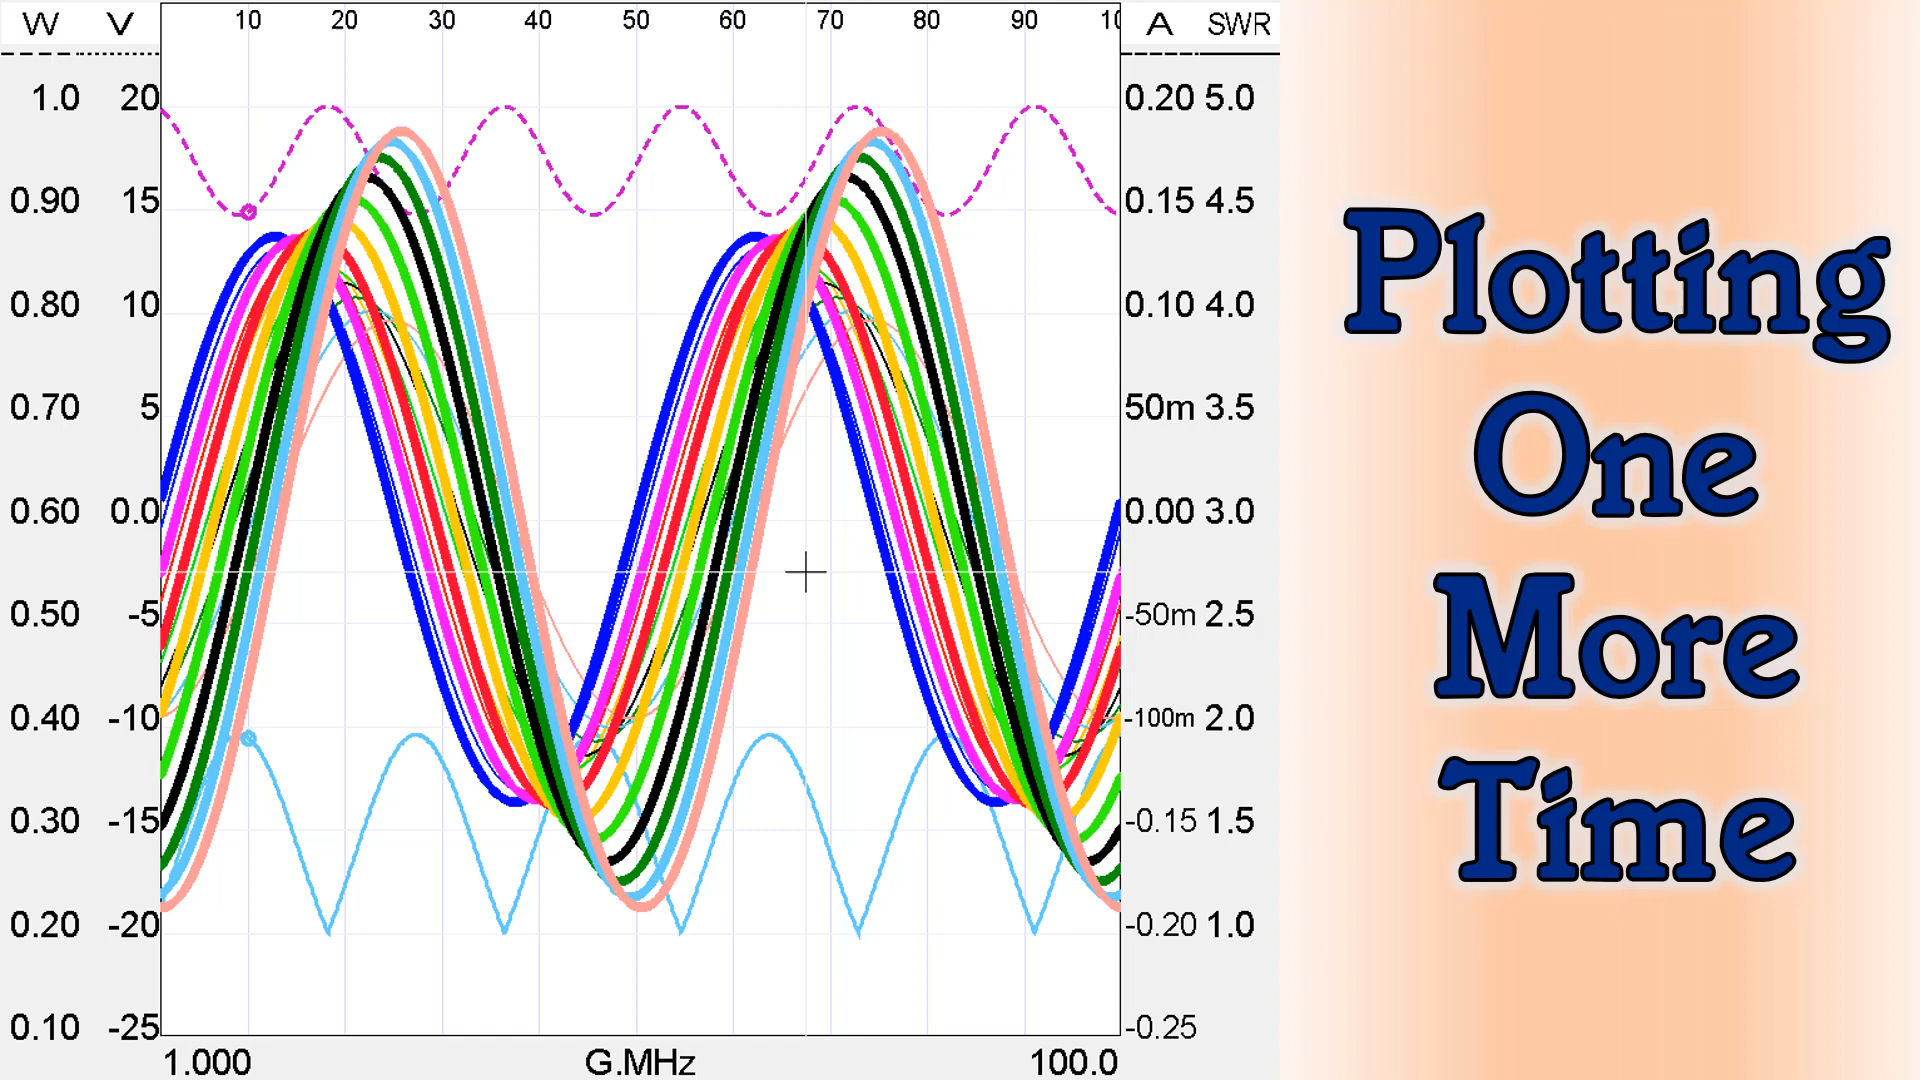 W V 10 20 30 40 50 60 70 80 90 10 A SWR
1.0 20 0.20 5.0
0.90 15 0.15 4.5
0.80 10 0.10 4.0
0.70 5 50m 3.5
0.60 0.0 0.00 3.0
0.50 -5 -50m 2.5
0.40 -10 -100m 2.0
0.30 -15 -0.15 1.5
0.20 -20 -0.20 1.0
0.10 -25 -0.25
1.000 G.MHz 100.0
Plotting
One
More
Time